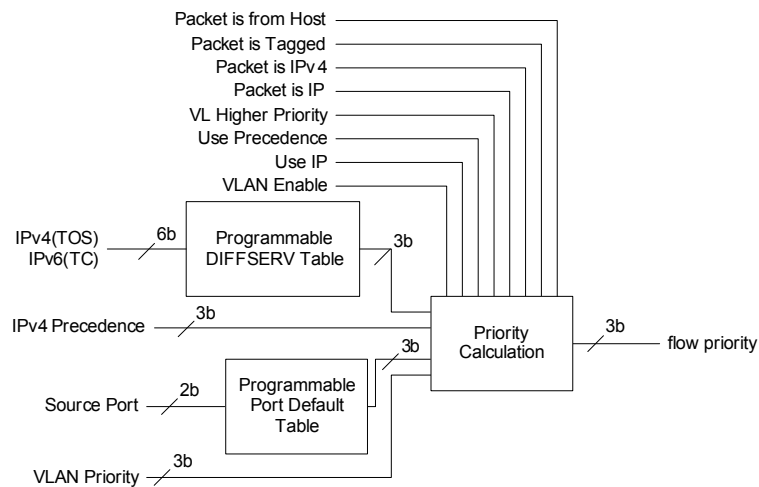 Packet is from Host
Packet is Tagged
Packet is IPv4
Packet is IP
VL Higher Priority
Use Precedence
Use IP
VLAN Enable
IPv4(TOS)
IPv6(TC)
6b
Programmable
DIFFSERV Table
3b
IPv4 Precedence
3b
Priority
Calculation
3b
flow priority
3b
Source Port
2b
Programmable
Port Default
Table
VLAN Priority
3b